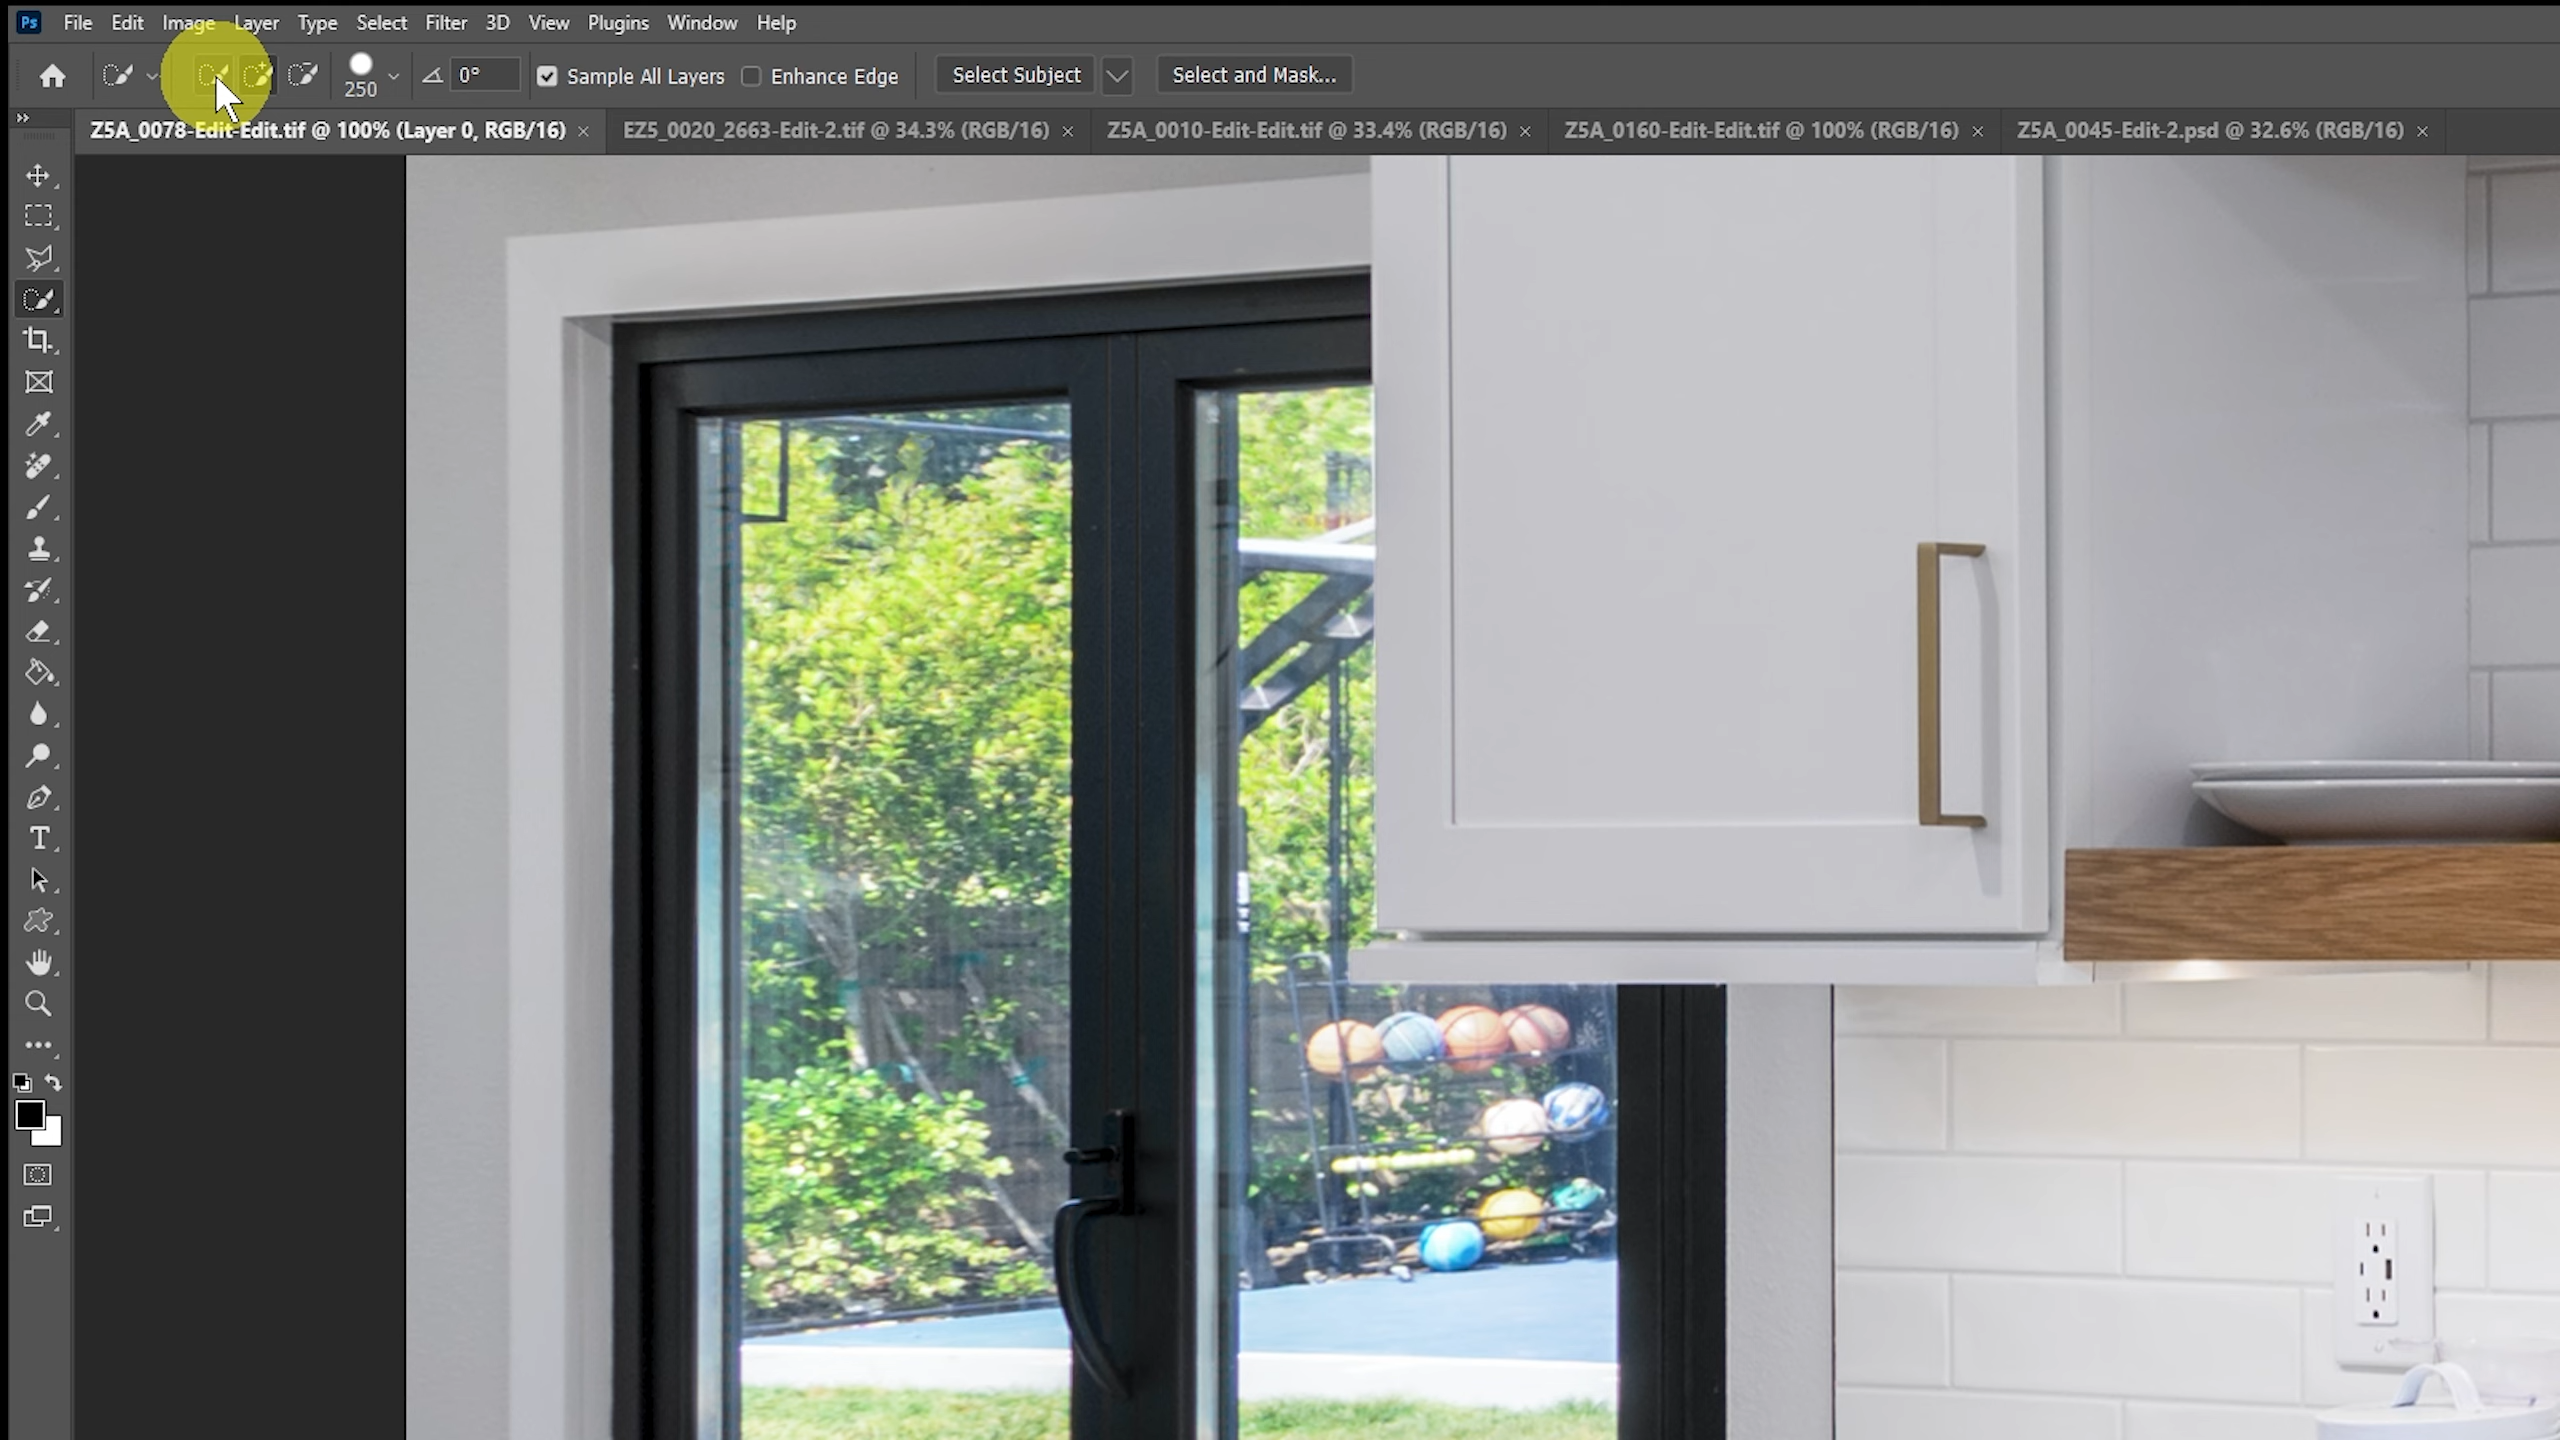 Ps File Edit Image Layer Type Select Filter 3D View Plugins Window Help
250 0° Sample All Layers Enhance Edge Select Subject Select and Mask...
Z5A_0078-Edit-Edit.tif @ 100% (Layer 0, RGB/16) × EZ5_0020_2663-Edit-2.tif @ 34.3% (RGB/16) × Z5A_0010-Edit-Edit.tif @ 33.4% (RGB/16) × Z5A_0160-Edit-Edit.tif @ 100% (RGB/16) × Z5A_0045-Edit-2.psd @ 32.6% (RGB/16) ×